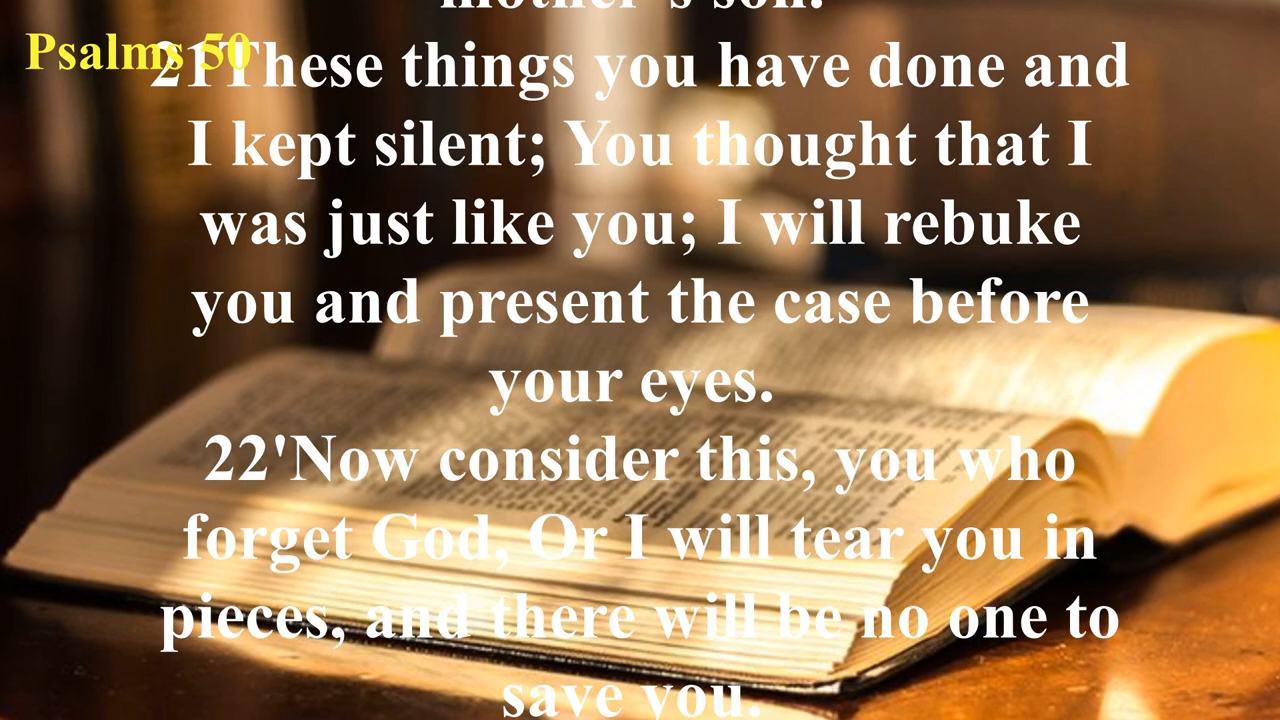 mother's son.
Psalms 50
21These things you have done and
I kept silent; You thought that I
was just like you; I will rebuke
you and present the case before
your eyes.
22'Now consider this, you who
forget God, Or I will tear you in
pieces, and there will be no one to
save you.